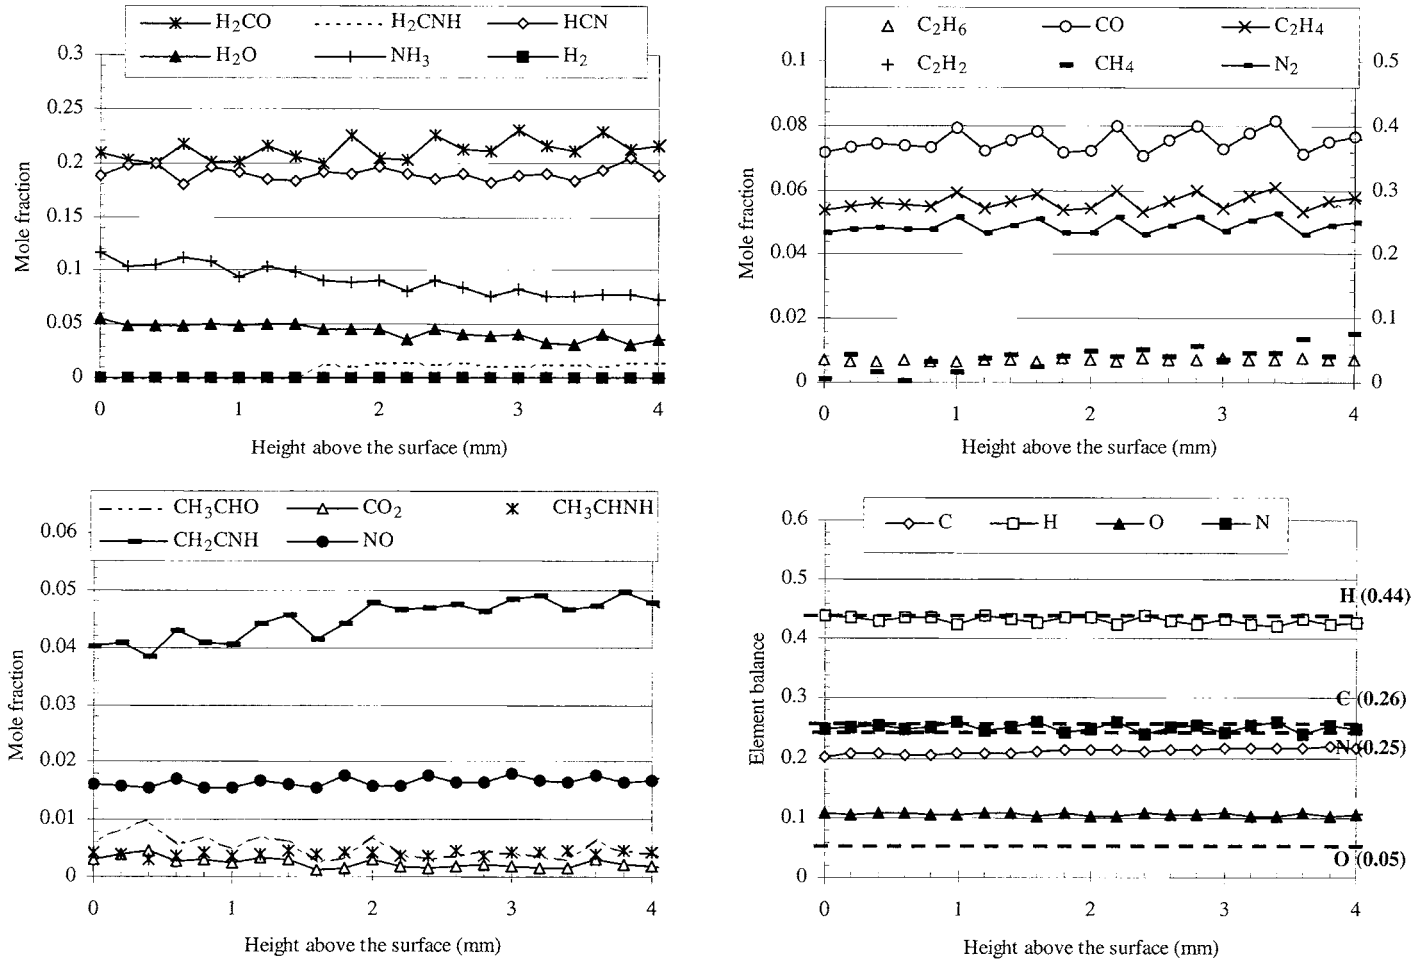 H₂CO H₂CNH HCN
H₂O NH₃ H₂
0.3
0.25
0.2
0.15
0.1
0.05
0
Mole fraction
0 1 2 3 4
Height above the surface (mm)
C₂H₆ CO C₂H₄
C₂H₂ CH₄ N₂
0.1
0.08
0.06
0.04
0.02
0
0.5
0.4
0.3
0.2
0.1
0
Mole fraction
0 1 2 3 4
Height above the surface (mm)
CH₃CHO CO₂ CH₃CHNH
CH₂CNH NO
0.06
0.05
0.04
0.03
0.02
0.01
0
Mole fraction
0 1 2 3 4
Height above the surface (mm)
C H O N
0.6
0.5
0.4
0.3
0.2
0.1
0
Element balance
H (0.44)
C (0.26)
N (0.25)
O (0.05)
0 1 2 3 4
Height above the surface (mm)